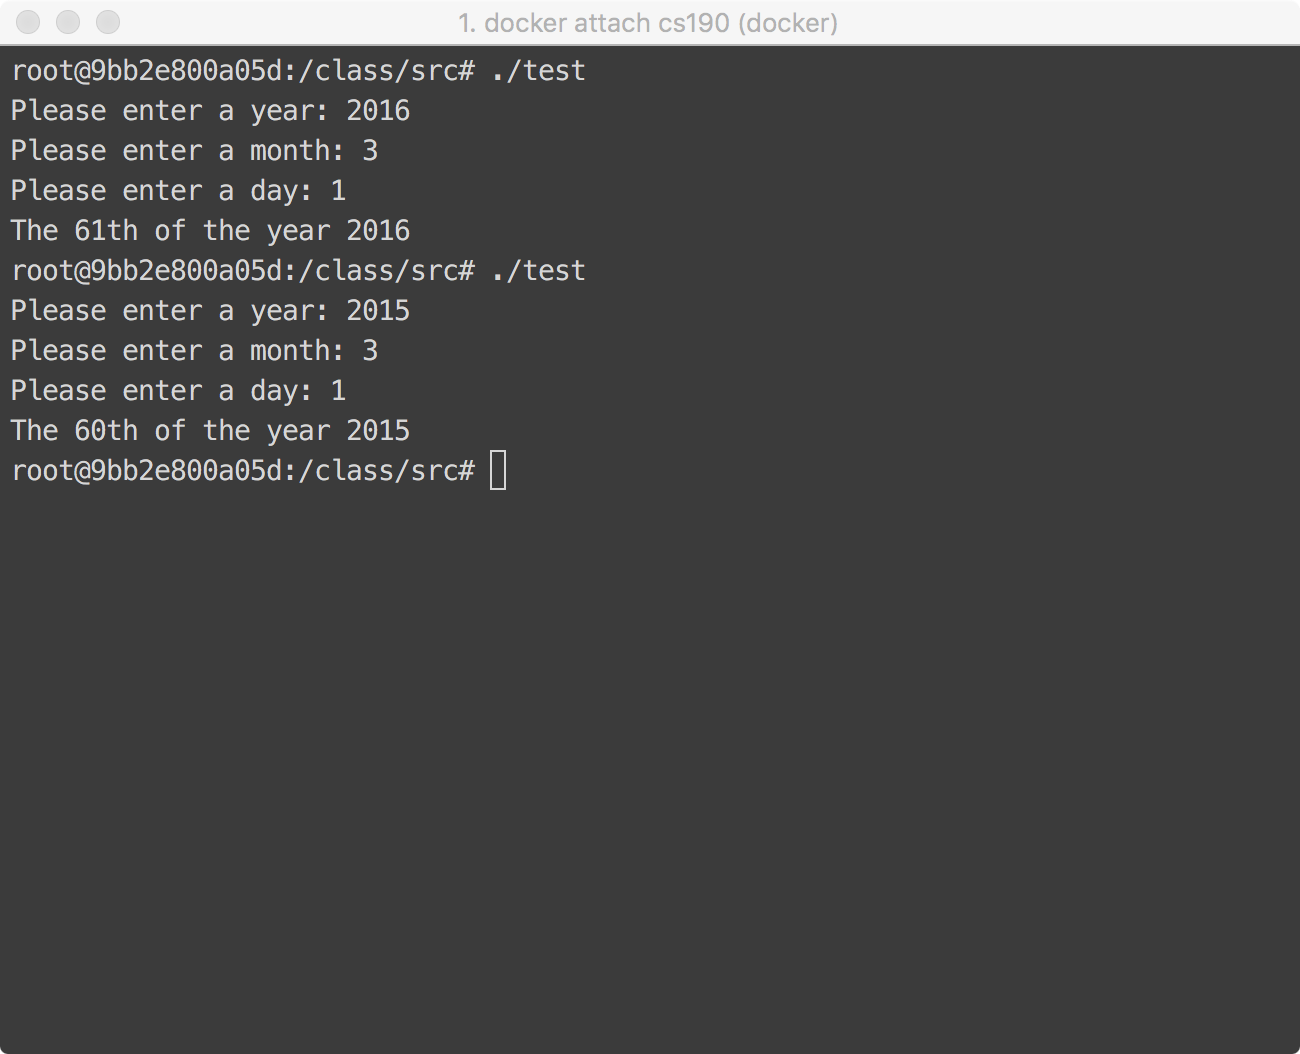 1. docker attach cs190 (docker)
root@9bb2e800a05d:/class/src# ./test
Please enter a year: 2016
Please enter a month: 3
Please enter a day: 1
The 61th of the year 2016
root@9bb2e800a05d:/class/src# ./test
Please enter a year: 2015
Please enter a month: 3
Please enter a day: 1
The 60th of the year 2015
root@9bb2e800a05d:/class/src#